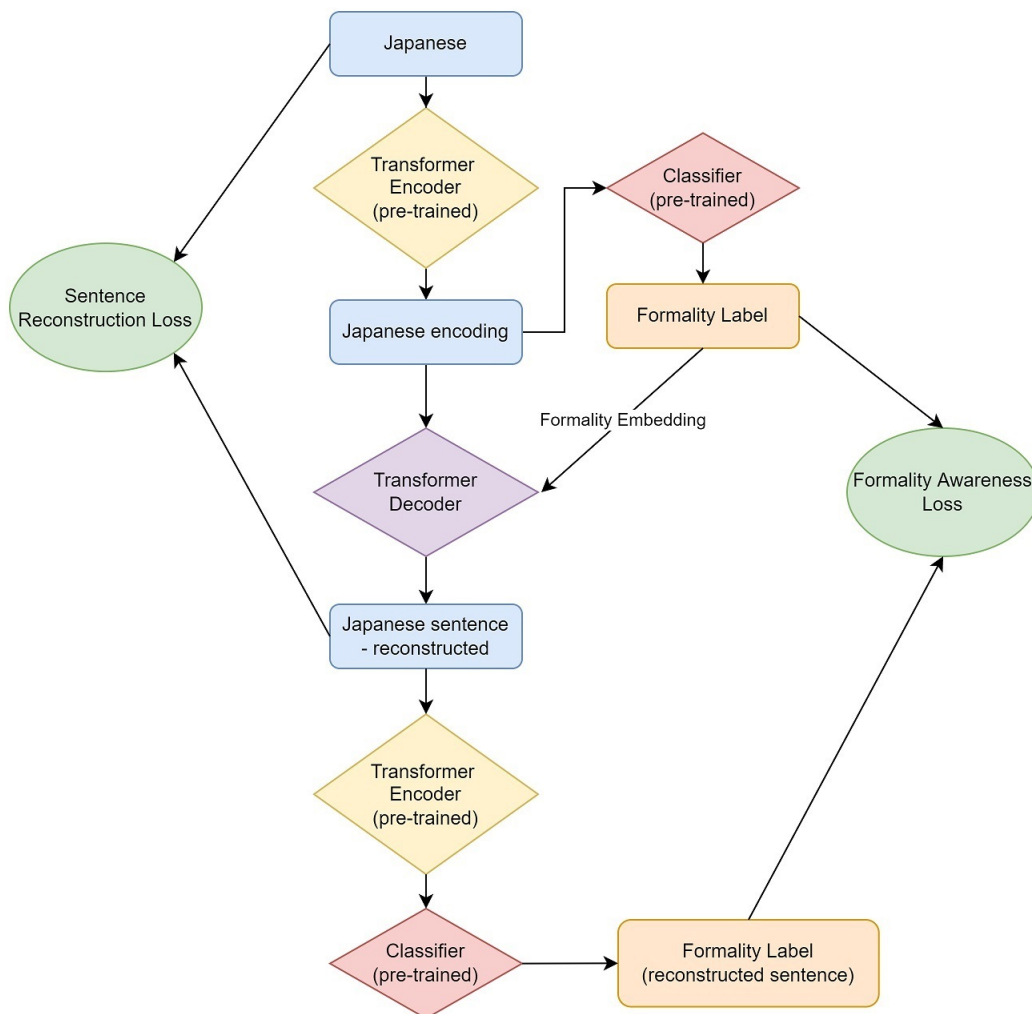 Japanese
Transformer
Encoder
(pre-trained)
Classifier
(pre-trained)
Sentence
Reconstruction Loss
Japanese encoding
Formality Label
Formality Embedding
Transformer
Decoder
Formality Awareness
Loss
Japanese sentence
- reconstructed
Transformer
Encoder
(pre-trained)
Classifier
(pre-trained)
Formality Label
(reconstructed sentence)